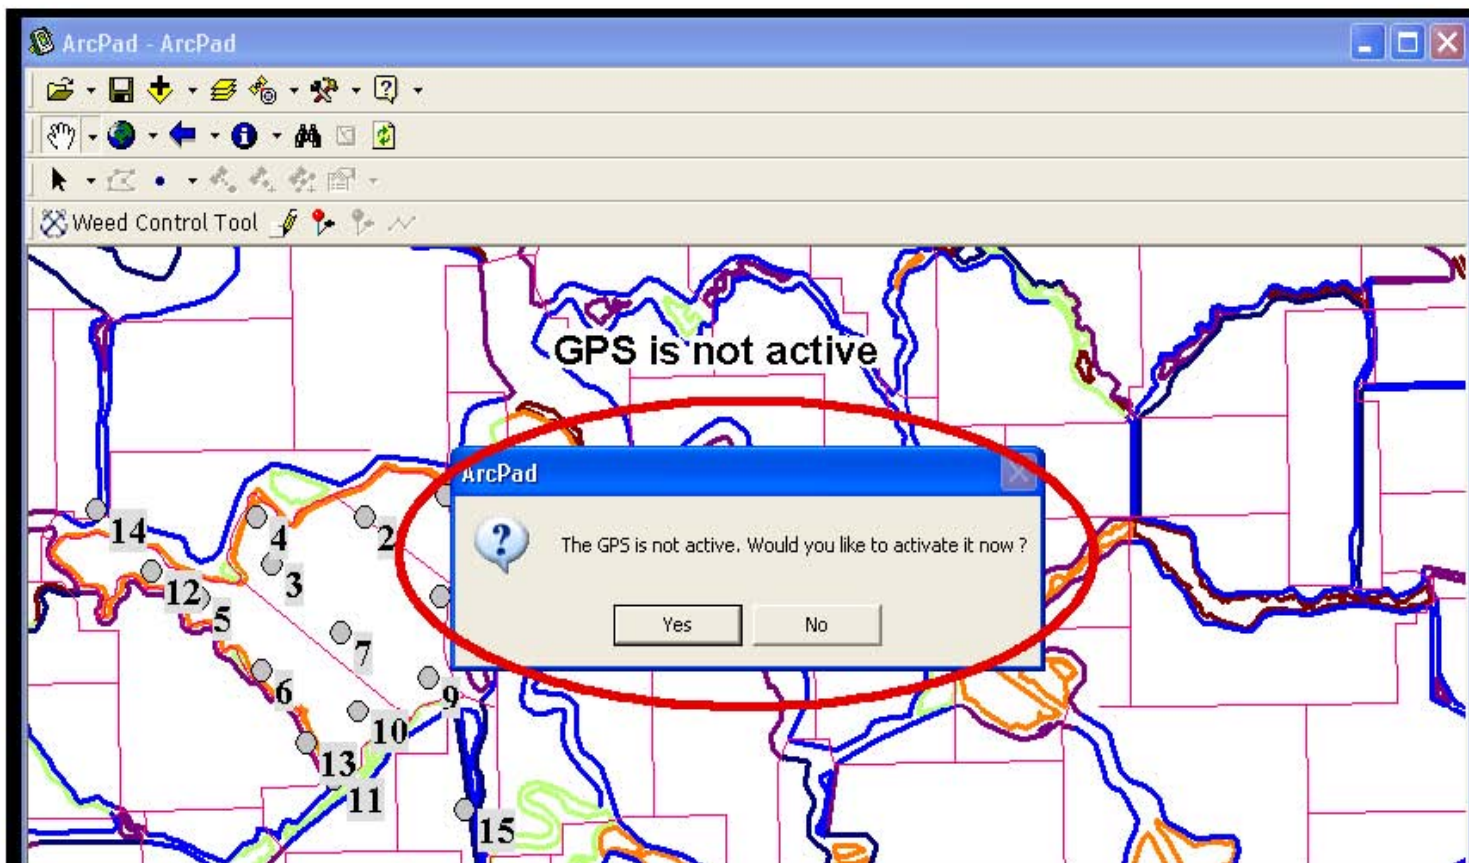 ArcPad - ArcPad
Weed Control Tool
GPS is not active
ArcPad
The GPS is not active. Would you like to activate it now ?
Yes
No
14
4
2
3
12
5
7
6
9
10
13
11
15